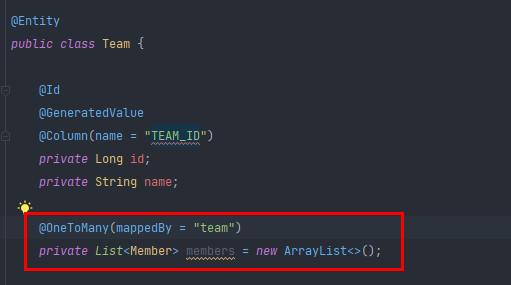 @Entity
public class Team {
@Id
@GeneratedValue
@Column(name = "TEAM_ID")
private Long id;
private String name;
@OneToMany(mappedBy = "team")
private List<Member> members = new ArrayList<>();